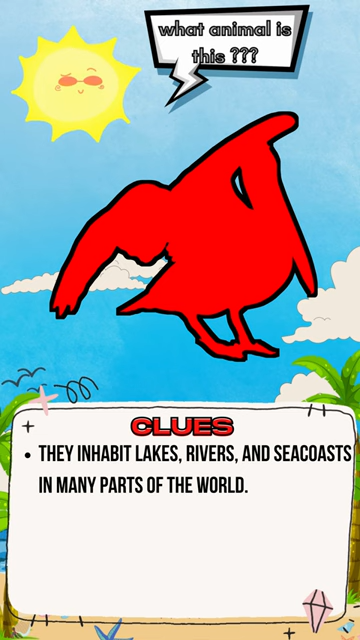 what animal is
this ???
CLUES
• THEY INHABIT LAKES, RIVERS, AND SEACOASTS
IN MANY PARTS OF THE WORLD.